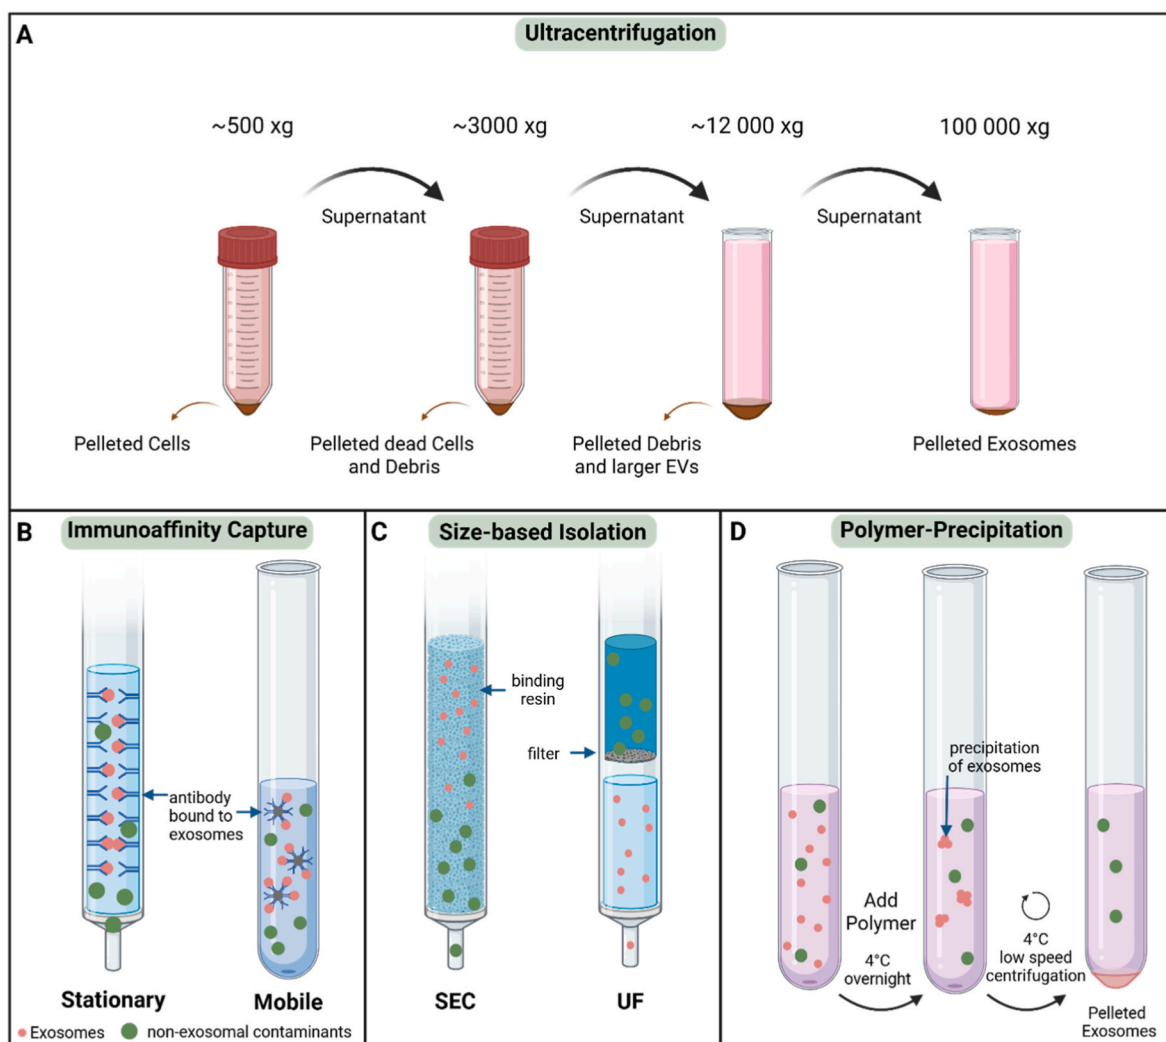 A
Ultracentrifugation
~500 xg
~3000 xg
~12 000 xg
100 000 xg
Supernatant
Supernatant
Supernatant
Pelleted Cells
Pelleted dead Cells
and Debris
Pelleted Debris
and larger EVs
Pelleted Exosomes
B
Immunoaffinity Capture
antibody
bound to
exosomes
Stationary
Mobile
Exosomes
non-exosomal contaminants
C
Size-based Isolation
binding
resin
filter
SEC
UF
D
Polymer-Precipitation
precipitation
of exosomes
Add
Polymer
4°C
overnight
4°C
low speed
centrifugation
Pelleted
Exosomes